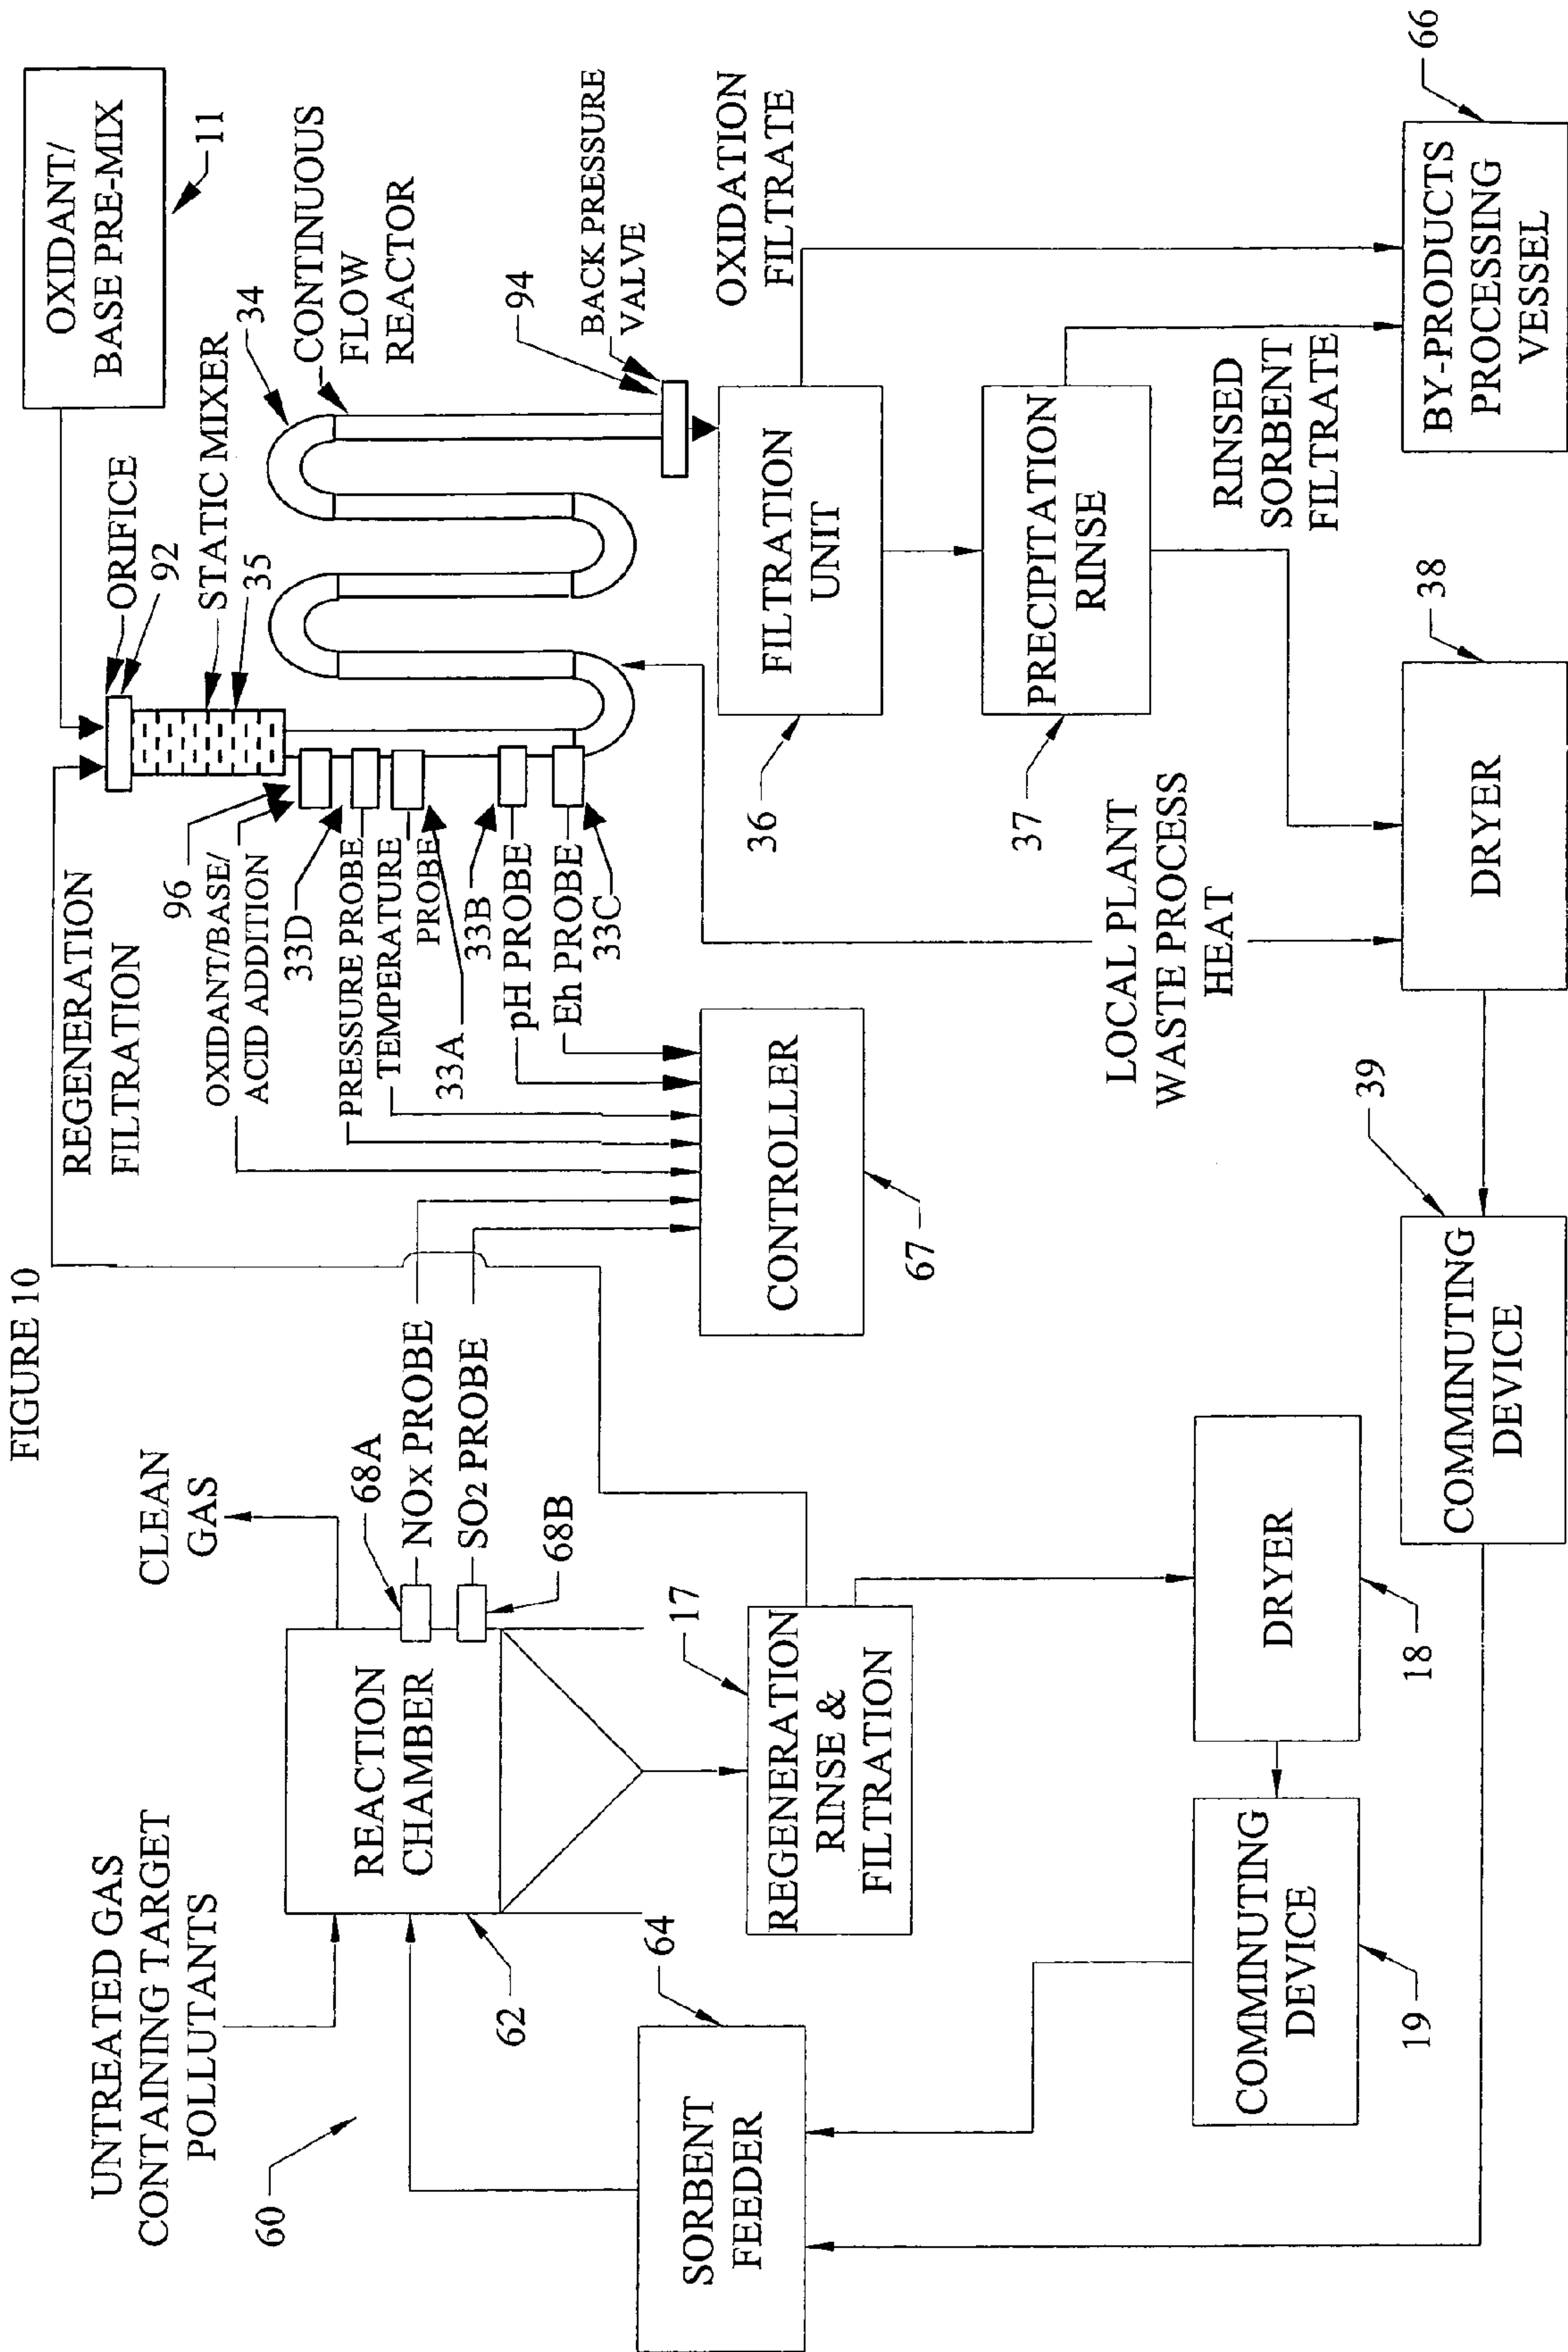 FIGURE 10
UNTREATED GAS
CONTAINING TARGET
POLLUTANTS
60
CLEAN
GAS
REACTION
CHAMBER
62
68A
NOx PROBE
SO2 PROBE
68B
64
SORBENT
FEEDER
17
REGENERATION
RINSE &
FILTRATION
DRYER
18
COMMINUTING
DEVICE
19
REGENERATION
FILTRATION
96
OXIDANT/BASE/
ACID ADDITION
33D
PRESSURE PROBE
TEMPERATURE
PROBE
33A
33B
pH PROBE
Eh PROBE
33C
CONTROLLER
67
OXIDANT/
BASE PRE-MIX
11
ORIFICE
92
STATIC MIXER
35
34
CONTINUOUS
FLOW
REACTOR
94
BACK PRESSURE
VALVE
FILTRATION
UNIT
36
OXIDATION
FILTRATE
PRECIPITATION
RINSE
37
RINSED
SORBENT
FILTRATE
BY-PRODUCTS
PROCESSING
VESSEL
66
LOCAL PLANT
WASTE PROCESS
HEAT
DRYER
38
COMMINUTING
DEVICE
39